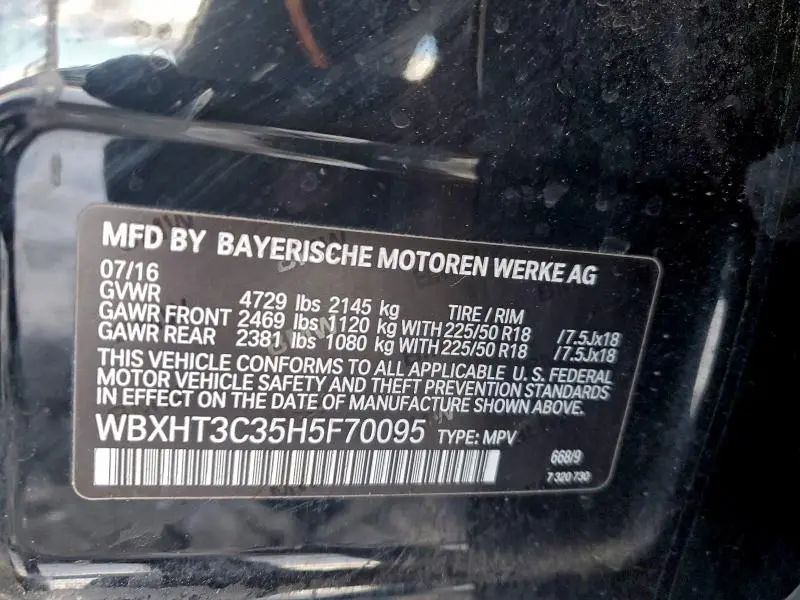 MFD BY BAYERISCHE MOTOREN WERKE AG
07/16
GVWR 4729 lbs 2145 kg TIRE / RIM
GAWR FRONT 2469 lbs 1120 kg WITH 225/50 R18 /7.5Jx18
GAWR REAR 2381 lbs 1080 kg WITH 225/50 R18 /7.5Jx18
THIS VEHICLE CONFORMS TO ALL APPLICABLE U.S. FEDERAL
MOTOR VEHICLE SAFETY AND THEFT PREVENTION STANDARDS
IN EFFECT ON THE DATE OF MANUFACTURE SHOWN ABOVE.
WBXHT3C35H5F70095 TYPE: MPV
668/9
7 320 730